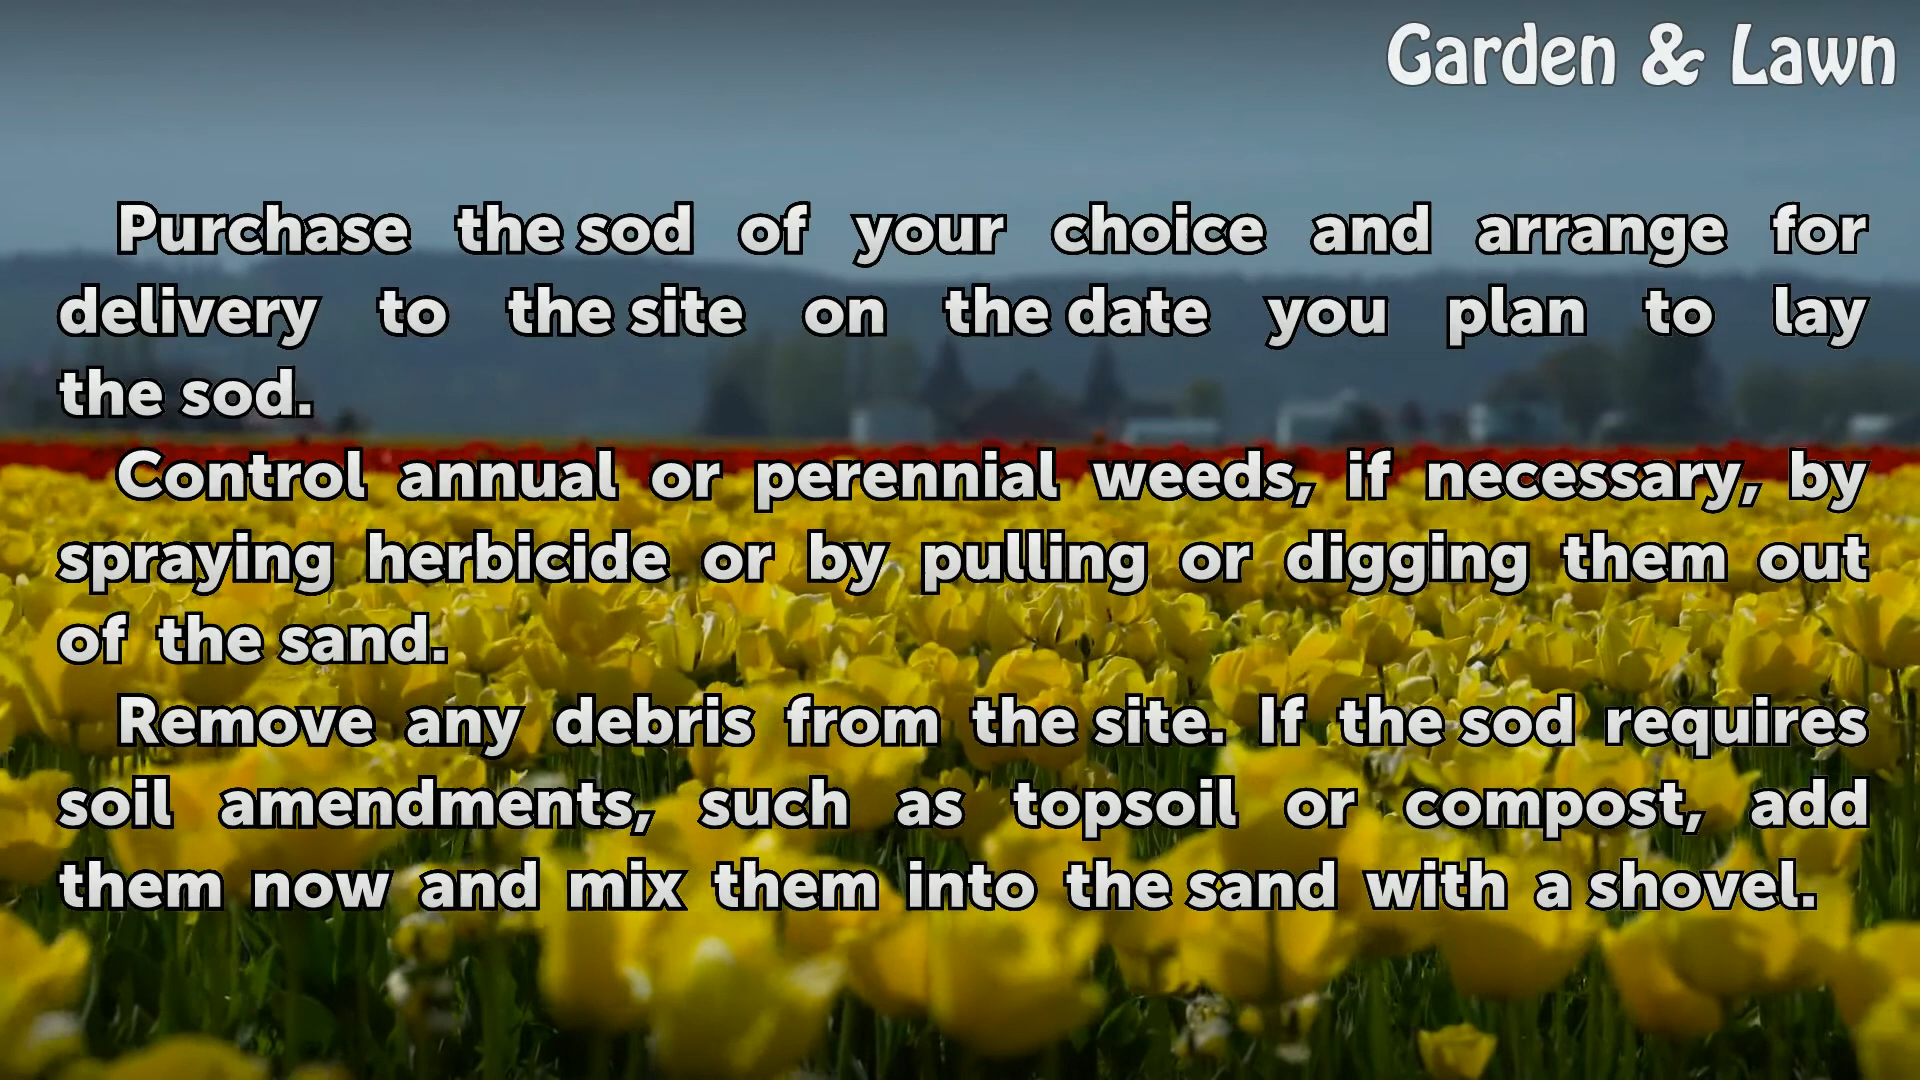 Garden & Lawn
Purchase the sod of your choice and arrange for
delivery to the site on the date you plan to lay
the sod.
Control annual or perennial weeds, if necessary, by
spraying herbicide or by pulling or digging them out
of the sand.
Remove any debris from the site. If the sod requires
soil amendments, such as topsoil or compost, add
them now and mix them into the sand with a shovel.